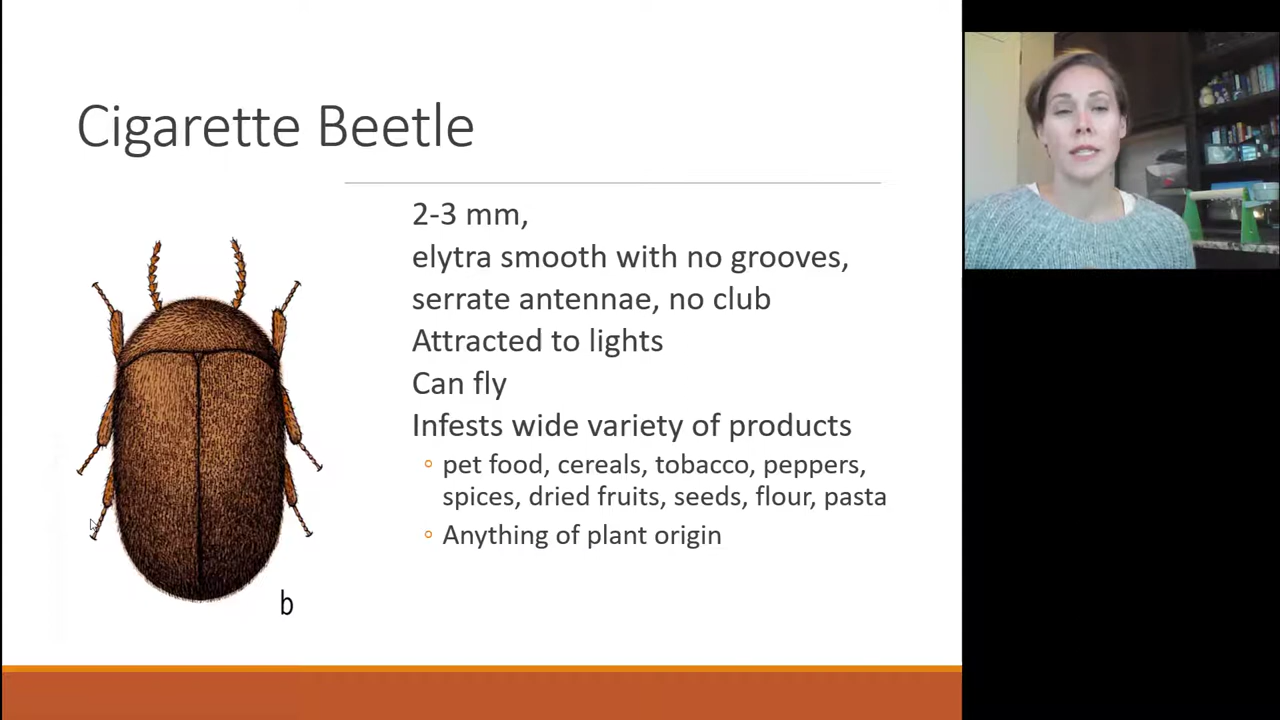 Cigarette Beetle
2-3 mm,
elytra smooth with no grooves,
serrate antennae, no club
Attracted to lights
Can fly
Infests wide variety of products
◦ pet food, cereals, tobacco, peppers,
spices, dried fruits, seeds, flour, pasta
◦ Anything of plant origin
b